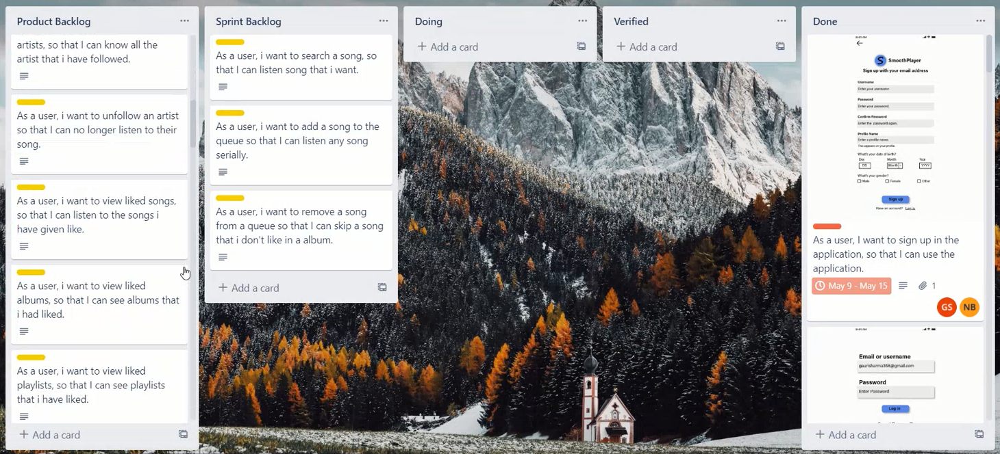 Product Backlog
artists, so that I can know all the
artist that i have followed.
As a user, i want to unfollow an artist
so that I can no longer listen to their
song.
As a user, i want to view liked songs,
so that I can listen to the songs i
have given like.
As a user, i want to view liked
albums, so that I can see albums that
i had liked.
As a user, i want to view liked
playlists, so that I can see playlists
that i have liked.
Add a card
Sprint Backlog
As a user, i want to search a song, so
that I can listen song that i want.
As a user, i want to add a song to the
queue so that I can listen any song
serially.
As a user, i want to remove a song
from a queue so that I can skip a song
that i don't like in a album.
Add a card
Doing
Add a card
Verified
Add a card
Done
SmoothPlayer
Sign up with your email address
Username
Enter your username.
Password
Enter your password.
Confirm Password
Enter the password again.
Profile Name
Enter a profile name.
This appears on your profile.
What's your date of birth?
Day Month Year
DD Month YYYY
What's your gender?
Male Female Other
Sign up
Have an account? Log in.
As a user, I want to sign up in the
application, so that I can use the
application.
May 9 - May 15 1
GS NB
Email or username
Password
Enter Password
Log in
Add a card